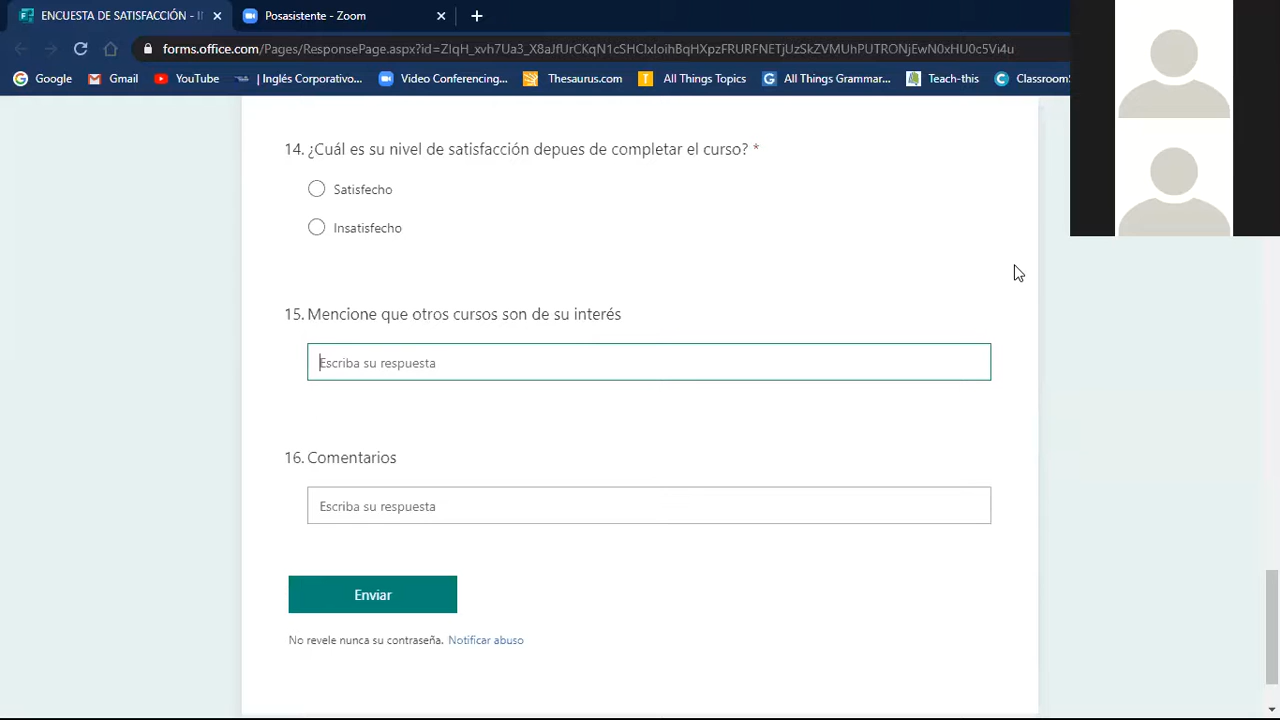 ENCUESTA DE SATISFACCIÓN - I
Posasistente - Zoom
forms.office.com/Pages/ResponsePage.aspx?id=
Google Gmail YouTube | Inglés Corporativo... Video Conferencing... Thesaurus.com All Things Topics All Things Grammar... Teach-this ClassroomS
14. ¿Cuál es su nivel de satisfacción depues de completar el curso? *
Satisfecho
Insatisfecho
15. Mencione que otros cursos son de su interés
Escriba su respuesta
16. Comentarios
Escriba su respuesta
Enviar
No revele nunca su contraseña. Notificar abuso